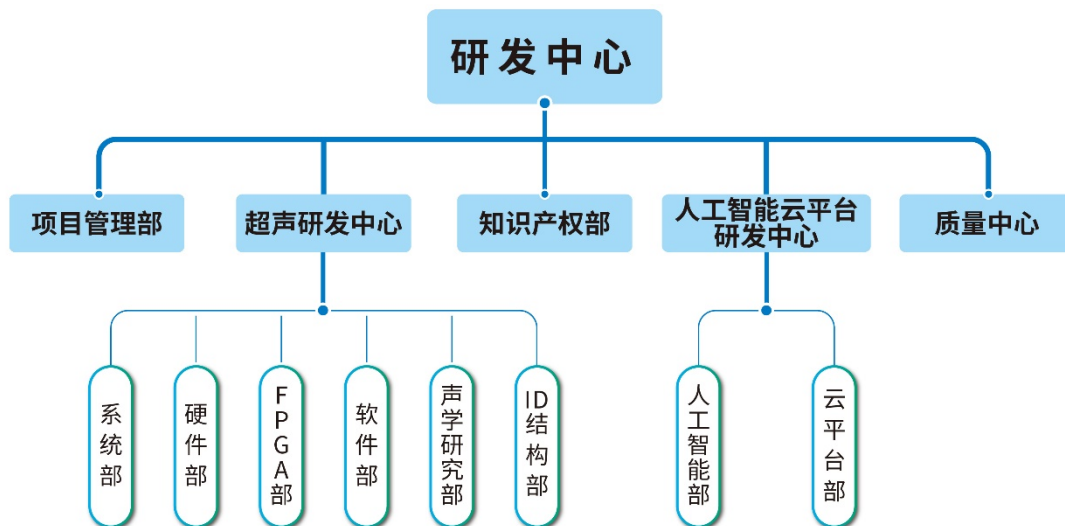 研发中心
项目管理部
超声研发中心
知识产权部
人工智能云平台
研发中心
质量中心
系统部
硬件部
FPGA部
软件部
声学研究部
ID结构部
人工智能部
云平台部